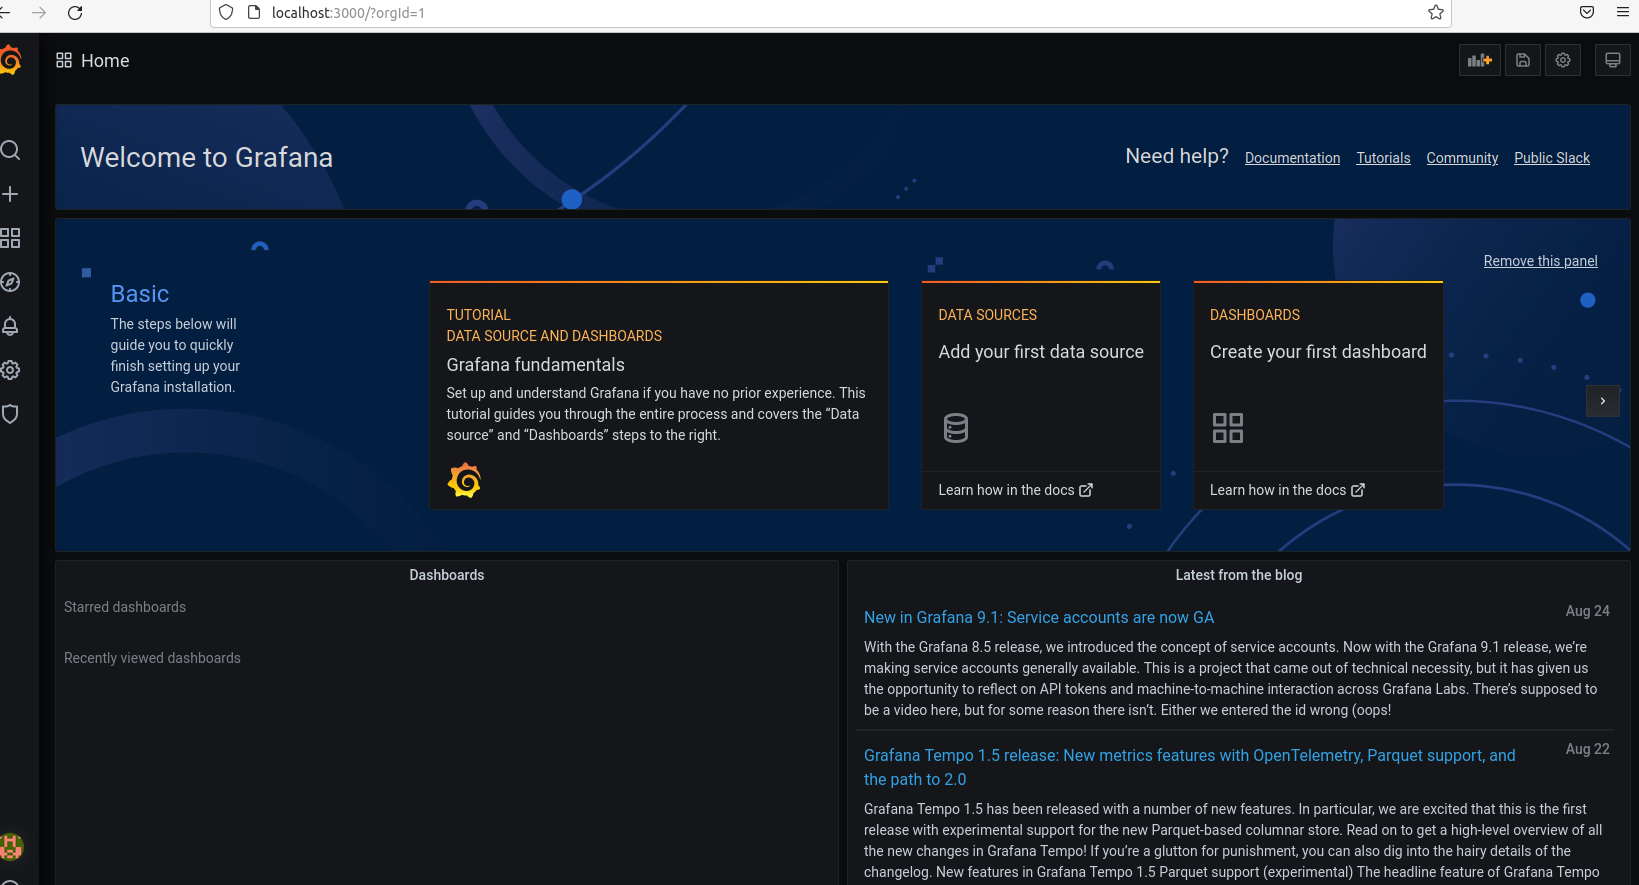 localhost:3000/?orgId=1
Home
Welcome to Grafana
Need help? Documentation Tutorials Community Public Slack
Remove this panel
Basic
The steps below will
guide you to quickly
finish setting up your
Grafana installation.
TUTORIAL
DATA SOURCE AND DASHBOARDS
Grafana fundamentals
Set up and understand Grafana if you have no prior experience. This
tutorial guides you through the entire process and covers the “Data
source” and “Dashboards” steps to the right.
DATA SOURCES
Add your first data source
Learn how in the docs
DASHBOARDS
Create your first dashboard
Learn how in the docs
Dashboards
Starred dashboards
Recently viewed dashboards
Latest from the blog
New in Grafana 9.1: Service accounts are now GA
Aug 24
With the Grafana 8.5 release, we introduced the concept of service accounts. Now with the Grafana 9.1 release, we’re
making service accounts generally available. This is a project that came out of technical necessity, but it has given us
the opportunity to reflect on API tokens and machine-to-machine interaction across Grafana Labs. There’s supposed to
be a video here, but for some reason there isn’t. Either we entered the id wrong (oops!
Grafana Tempo 1.5 release: New metrics features with OpenTelemetry, Parquet support, and
the path to 2.0
Aug 22
Grafana Tempo 1.5 has been released with a number of new features. In particular, we are excited that this is the first
release with experimental support for the new Parquet-based columnar store. Read on to get a high-level overview of all
the new changes in Grafana Tempo! If you’re a glutton for punishment, you can also dig into the hairy details of the
changelog. New features in Grafana Tempo 1.5 Parquet support (experimental) The headline feature of Grafana Tempo